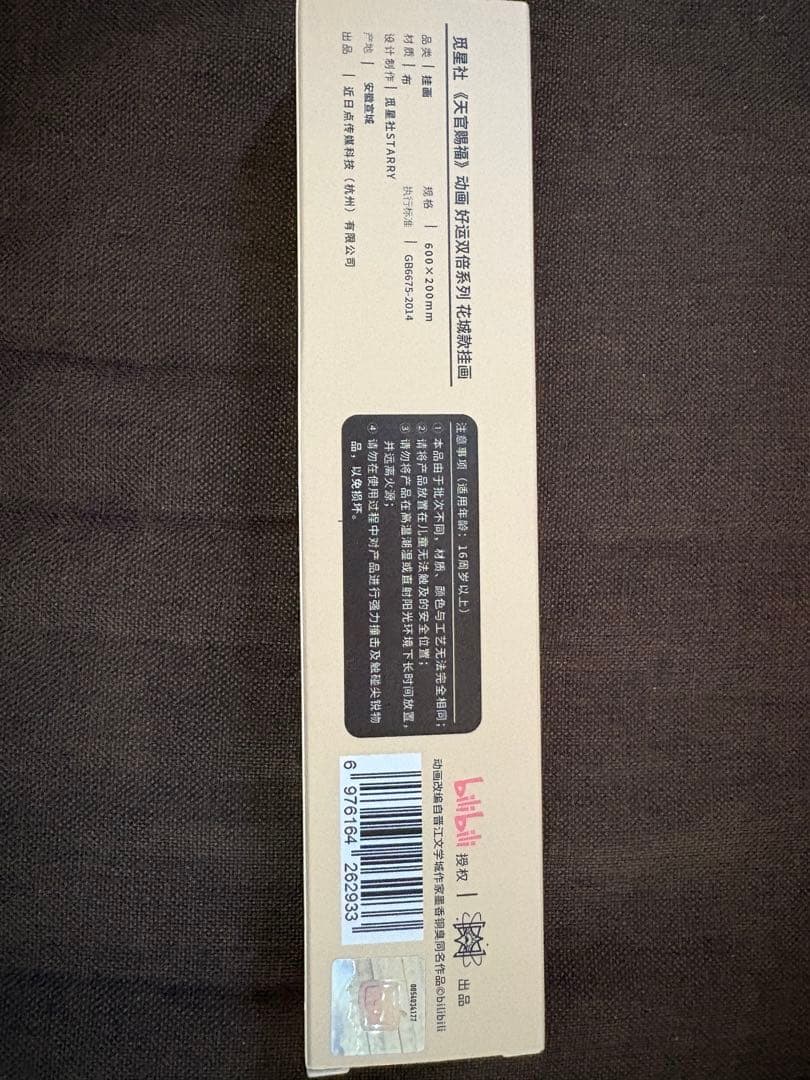 觅星社 《天官赐福》 动画 好运双倍系列 花城款挂画
品类 | 挂画
规格 | 600×200mm
材质 | 布
执行标准 | GB6675-2014
设计制作 | 觅星社STARRY
产地 | 安徽宣城
出品 | 近日点传媒科技（杭州）有限公司
注意事项（适用年龄：16周岁以上）
① 本品由于批次不同，材质、颜色与工艺无法完全相同；
② 请将产品放置在儿童无法触及的安全位置；
③ 请勿将产品在高温潮湿或直射阳光环境下长时间放置，
并远离火源；
④ 请勿在使用过程中对产品进行强力撞击及触碰尖锐物
品，以免损坏。
bilibili 授权 | 出品
动画改编自晋江文学城作家墨香铜臭同名作品©bilibili
6 976164 262933
0054034177